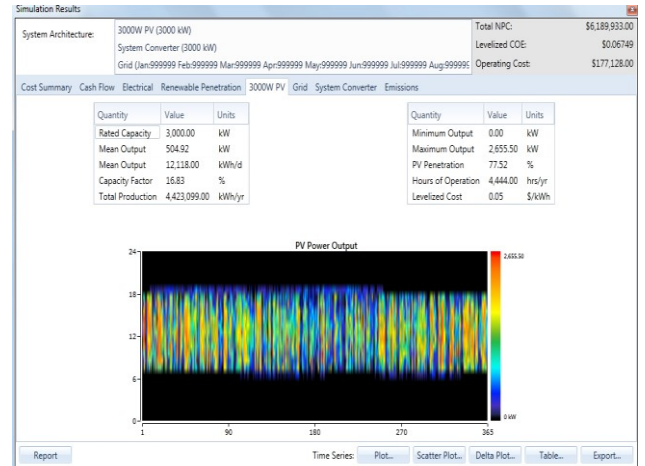 Simulation Results
System Architecture:
3000W PV (3000 kW)
System Converter (3000 kW)
Grid (Jan:999999 Feb:999999 Mar:999999 Apr:999999 May:999999 Jun:999999 Jul:999999 Aug:999999
Total NPC: $6,189,933.00
Levelized COE: $0.06749
Operating Cost: $177,128.00
Cost Summary Cash Flow Electrical Renewable Penetration 3000W PV Grid System Converter Emissions
Quantity Value Units
Rated Capacity 3,000.00 kW
Mean Output 504.92 kW
Mean Output 12,118.00 kWh/d
Capacity Factor 16.83 %
Total Production 4,423,099.00 kWh/yr
Quantity Value Units
Minimum Output 0.00 kW
Maximum Output 2,655.50 kW
PV Penetration 77.52 %
Hours of Operation 4,444.00 hrs/yr
Levelized Cost 0.05 $/kWh
PV Power Output
24
18
12
6
0
1 90 180 270 365
2,655.50
0 kW
Report Time Series: Plot... Scatter Plot... Delta Plot... Table... Export...